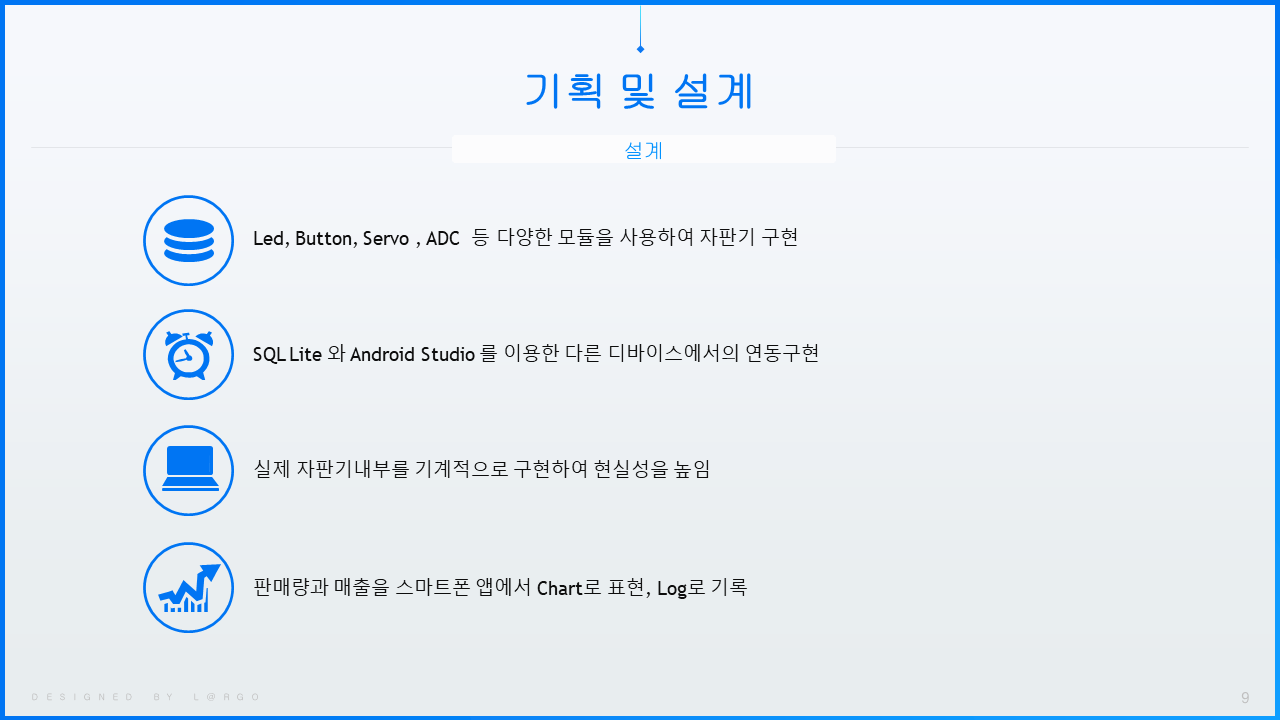 기획 및 설계
설계
Led, Button, Servo , ADC 등 다양한 모듈을 사용하여 자판기 구현
SQL Lite 와 Android Studio 를 이용한 다른 디바이스에서의 연동구현
실제 자판기내부를 기계적으로 구현하여 현실성을 높임
판매량과 매출을 스마트폰 앱에서 Chart로 표현, Log로 기록
DESIGNED BY L@RGO
9